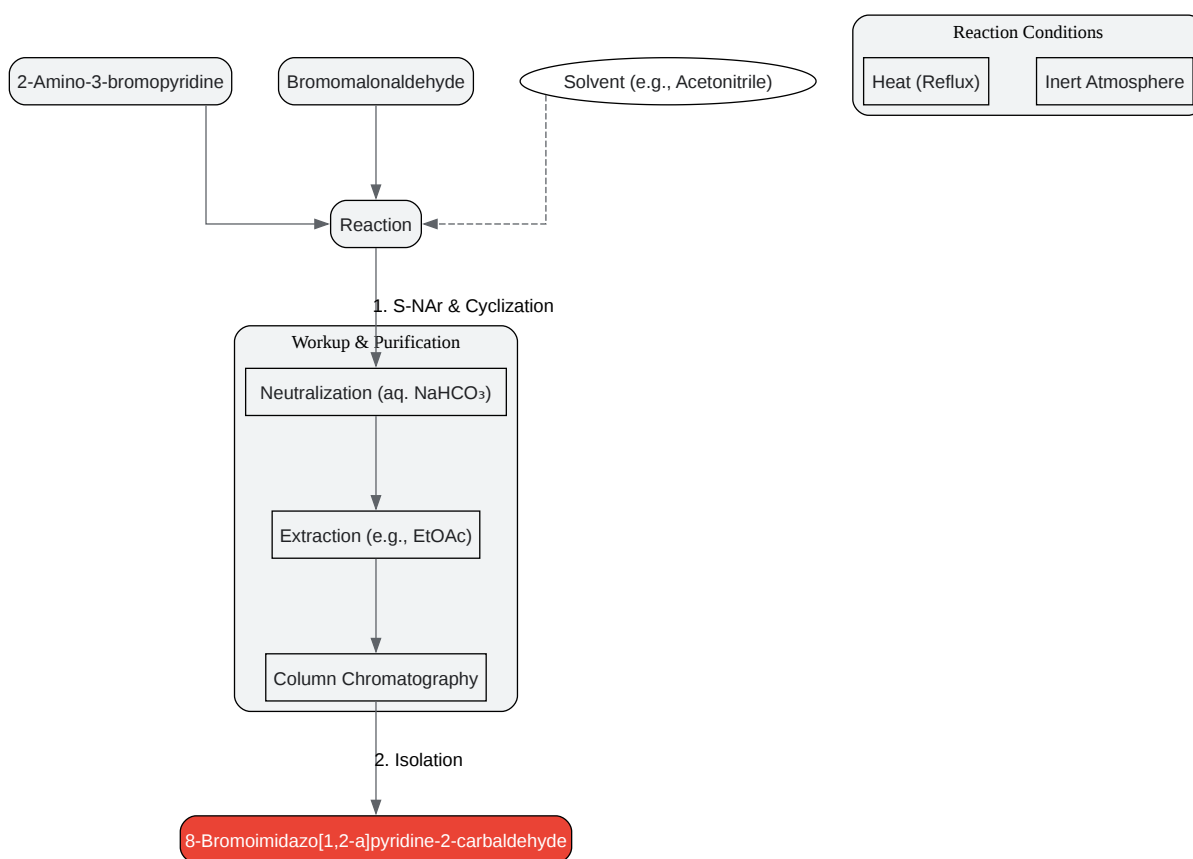 Reaction Conditions
2-Amino-3-bromopyridine
Bromomalonaldehyde
Solvent (e.g., Acetonitrile)
Heat (Reflux)
Inert Atmosphere
Reaction
1. S-NAr & Cyclization
Workup & Purification
Neutralization (aq. NaHCO₃)
Extraction (e.g., EtOAc)
Column Chromatography
2. Isolation
8-Bromoimidazo[1,2-a]pyridine-2-carbaldehyde